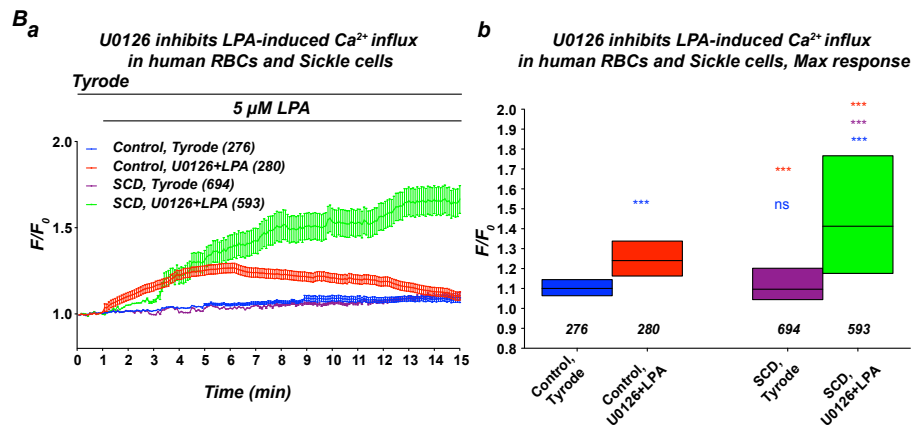 B
a
U0126 inhibits LPA-induced Ca²⁺ influx
in human RBCs and Sickle cells
Tyrode
5 µM LPA
Control, Tyrode (276)
Control, U0126+LPA (280)
SCD, Tyrode (694)
SCD, U0126+LPA (593)
2.0
1.5
1.0
F/F₀
0 1 2 3 4 5 6 7 8 9 10 11 12 13 14 15
Time (min)
b
U0126 inhibits LPA-induced Ca²⁺ influx
in human RBCs and Sickle cells, Max response
2.0
1.9
1.8
1.7
1.6
1.5
1.4
1.3
1.2
1.1
1.0
0.9
0.8
F/F₀
***
***
ns
***
***
***
276 280 694 593
Control,
Tyrode
Control,
U0126+LPA
SCD,
Tyrode
SCD,
U0126+LPA